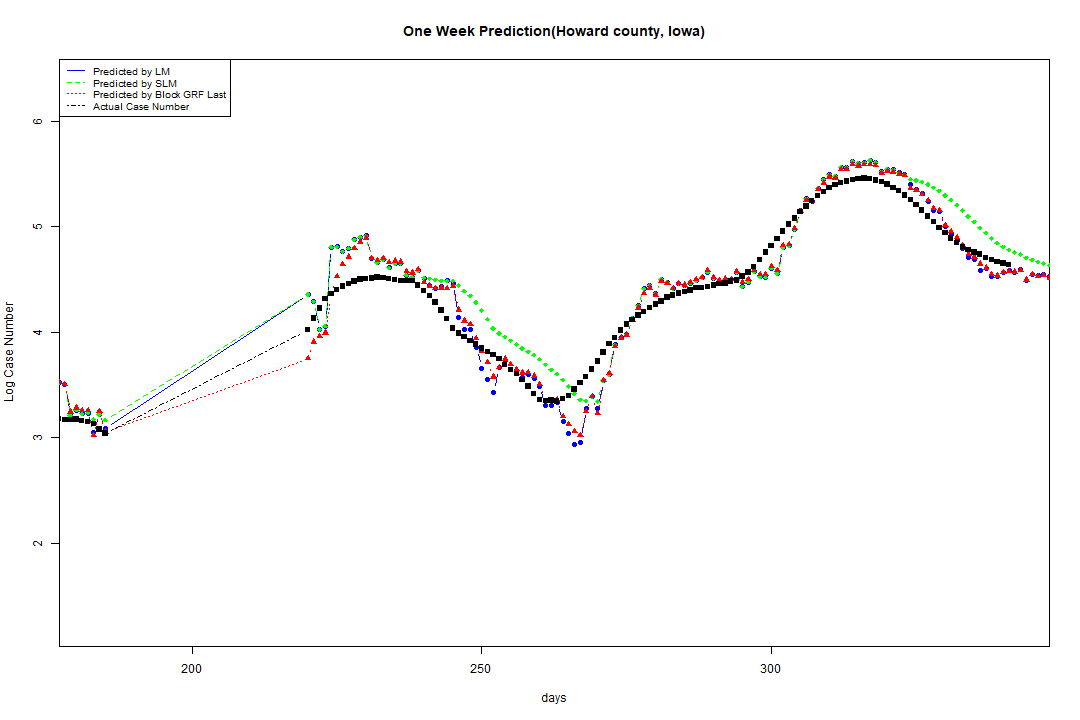 One Week Prediction(Howard county, Iowa)
Predicted by LM
Predicted by SLM
Predicted by Block GRF Last
Actual Case Number
6
5
4
3
2
Log Case Number
200 250 300
days